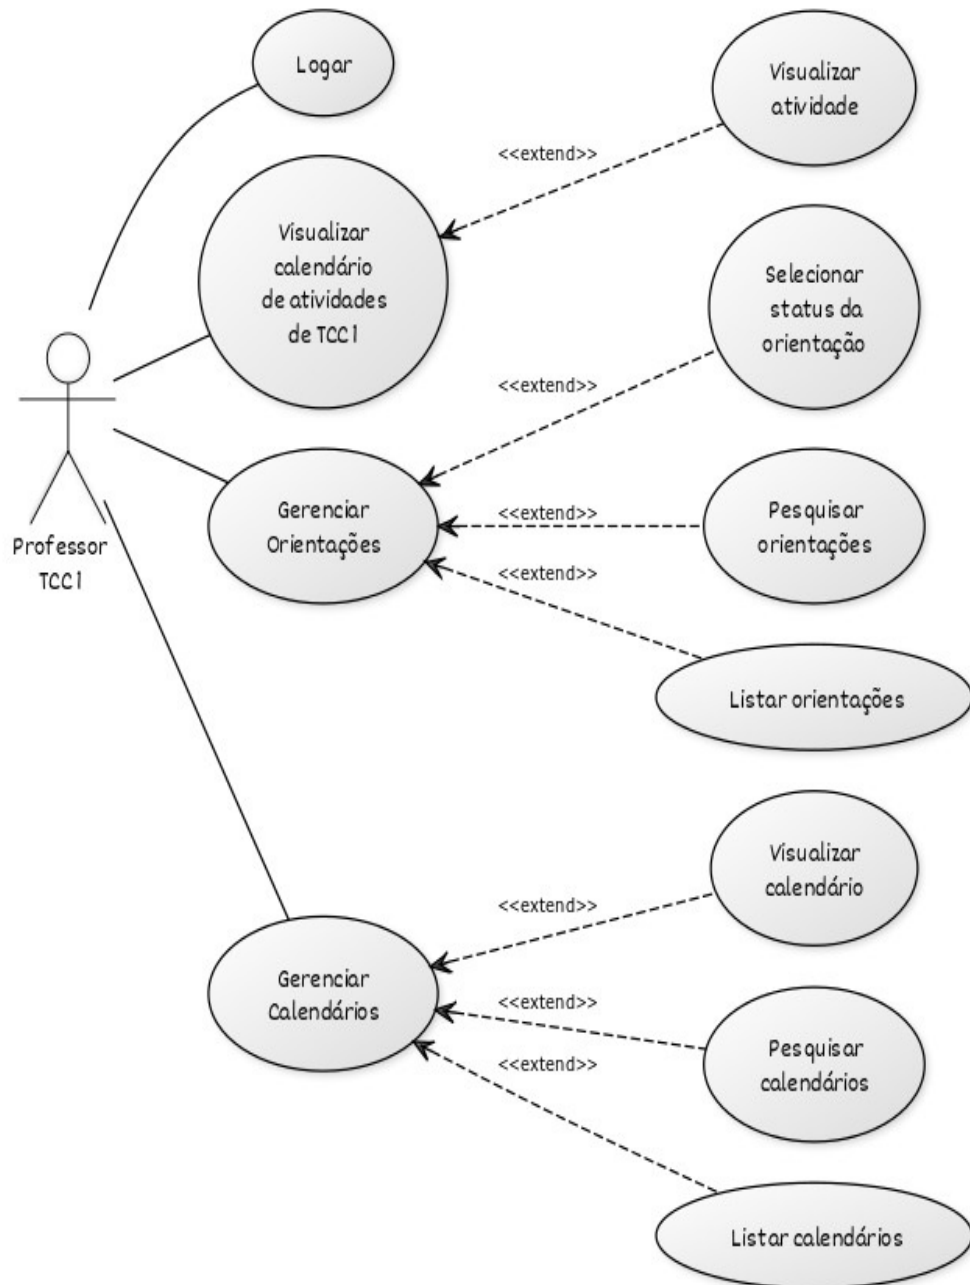 Logar
Visualizar
atividade
<<extend>>
Visualizar
calendário
de atividades
de TCC1
Selecionar
status da
orientação
<<extend>>
Gerenciar
Orientações
<<extend>>
Pesquisar
orientações
Professor
TCC1
<<extend>>
Listar orientações
Visualizar
calendário
<<extend>>
Gerenciar
Calendários
<<extend>>
Pesquisar
calendários
<<extend>>
Listar calendários